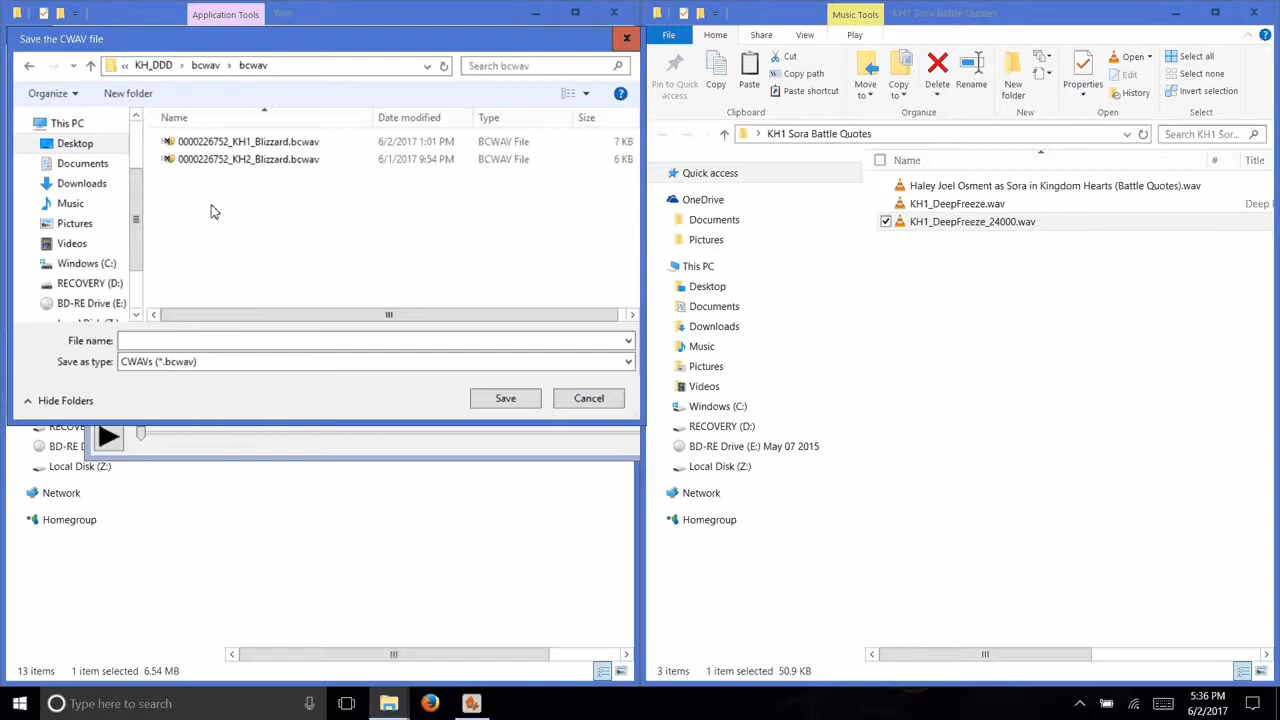 Application Tools
Yano
Save the CWAV file
« KH_DDD › bcwav › bcwav
Search bcwav
Organize
New folder
This PC
Desktop
Documents
Downloads
Music
Pictures
Videos
Windows (C:)
RECOVERY (D:)
BD-RE Drive (E:)
Name
Date modified
Type
Size
0000226752_KH1_Blizzard.bcwav 6/2/2017 1:01 PM BCWAV File 7 KB
0000226752_KH2_Blizzard.bcwav 6/1/2017 9:54 PM BCWAV File 6 KB
File name:
Save as type: CWAVs (*.bcwav)
Hide Folders
Save
Cancel
BD-RE D
Local Disk (Z:)
Network
Homegroup
13 items 1 item selected 6.54 MB
Music Tools
KH1 Sora Battle Quotes
File Home Share View Play
Pin to Quick access
Copy
Paste
Cut
Copy path
Paste shortcut
Clipboard
Move to
Copy to
Delete
Rename
Organize
New folder
New
Properties
Open
Edit
History
Open
Select all
Select none
Invert selection
Select
› KH1 Sora Battle Quotes
Search KH1 Sor...
Quick access
OneDrive
Documents
Pictures
This PC
Desktop
Documents
Downloads
Music
Pictures
Videos
Windows (C:)
RECOVERY (D:)
BD-RE Drive (E:) May 07 2015
Local Disk (Z:)
Network
Homegroup
Name # Title
Haley Joel Osment as Sora in Kingdom Hearts (Battle Quotes).wav
KH1_DeepFreeze.wav Deep
KH1_DeepFreeze_24000.wav
3 items 1 item selected 50.9 KB
Type here to search
5:36 PM
6/2/2017